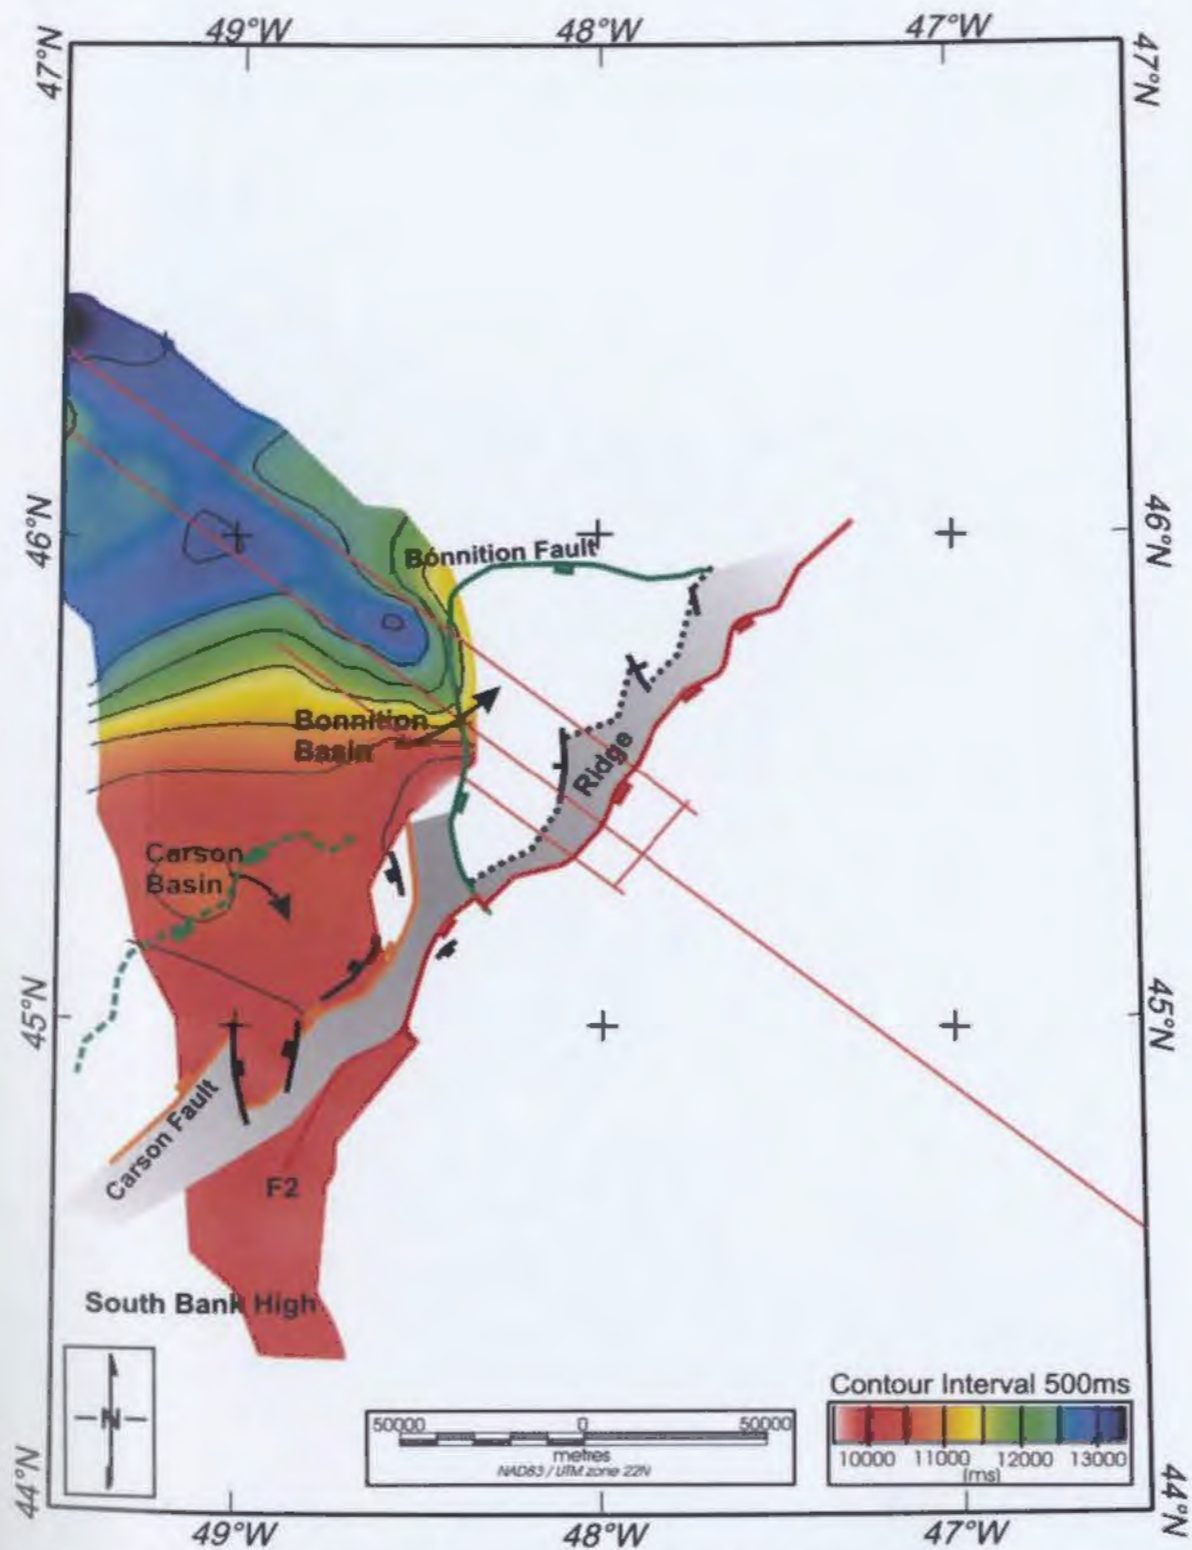 49°W 48°W 47°W
47°N
47°N
46°N
46°N
Bonnition Fault
Bonnition
Basin
Ridge
Carson
Basin
45°N
45°N
Carson Fault
F2
South Bank High
N
50000 0 50000
metres
NAD83 / UTM zone 22N
Contour Interval 500ms
10000 11000 12000 13000
(ms)
44°N
44°N
49°W 48°W 47°W